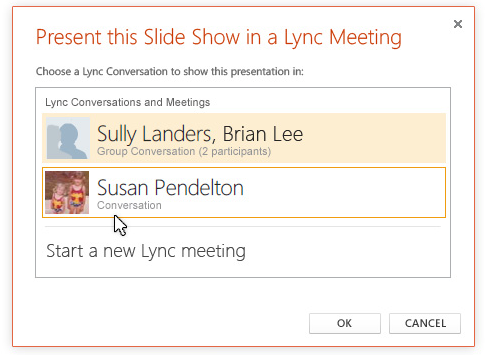 Present this Slide Show in a Lync Meeting
Choose a Lync Conversation to show this presentation in:
Lync Conversations and Meetings
Sully Landers, Brian Lee
Group Conversation (2 participants)
Susan Pendelton
Conversation
Start a new Lync meeting
OK
CANCEL